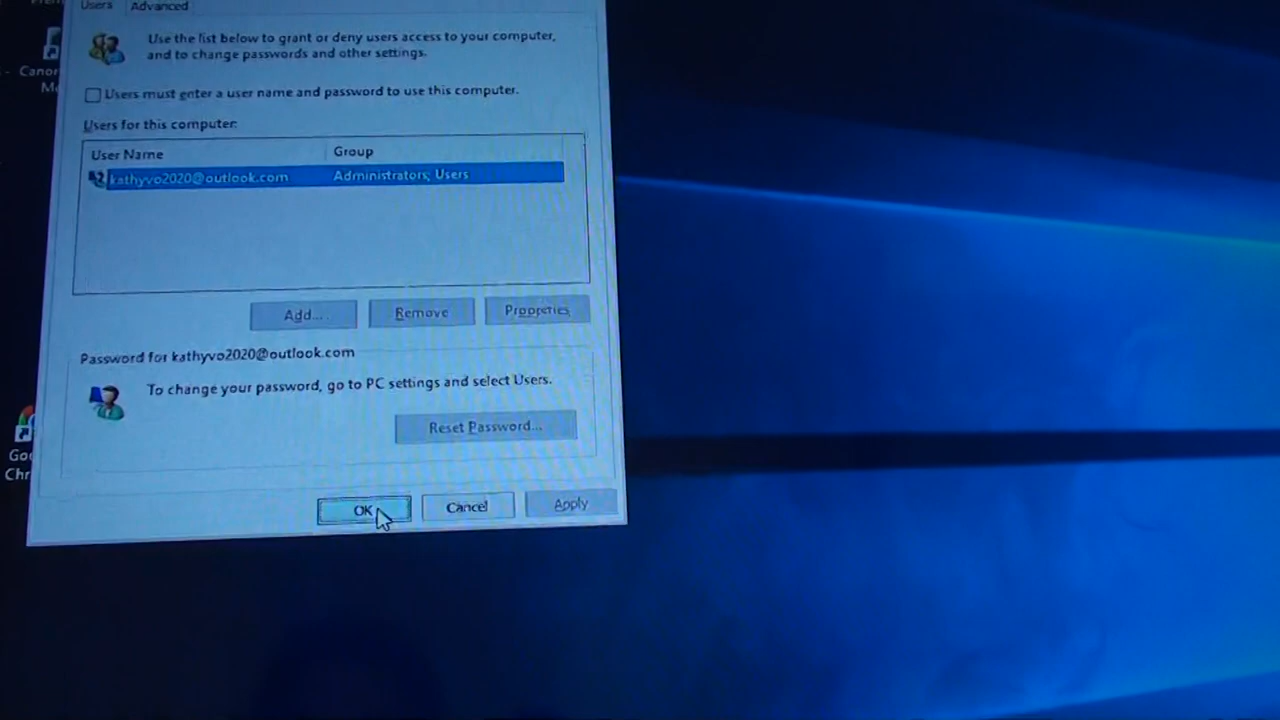 Users Advanced
Use the list below to grant or deny users access to your computer,
and to change passwords and other settings.
Users must enter a user name and password to use this computer.
Users for this computer:
User Name Group
kathyvo2020@outlook.com Administrators; Users
Add... Remove Properties
Password for kathyvo2020@outlook.com
To change your password, go to PC settings and select Users.
Reset Password...
OK Cancel Apply
Canon
Go
Chr